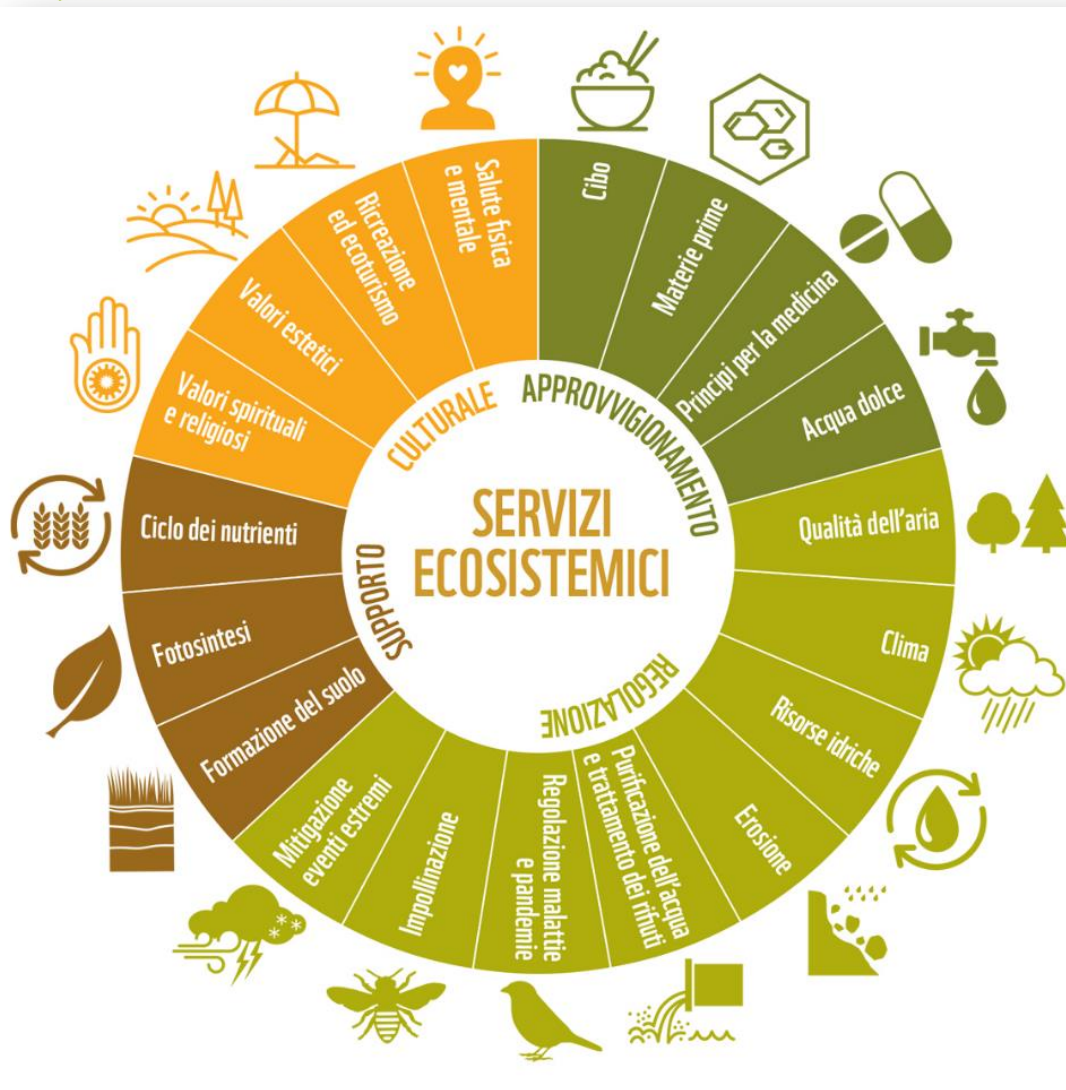 SERVIZI
ECOSISTEMICI
APPROVVIGIONAMENTO
Cibo
Materie prime
Principi per la medicina
Acqua dolce
REGOLAZIONE
Qualità dell'aria
Clima
Risorse idriche
Erosione
Purificazione dell'acqua
e trattamento dei rifiuti
Regolazione malattie
e pandemie
Impollinazione
Mitigazione
eventi estremi
SUPPORTO
Formazione del suolo
Fotosintesi
Ciclo dei nutrienti
CULTURALE
Valori spirituali
e religiosi
Valori estetici
Ricreazione
ed ecoturismo
Salute fisica
e mentale